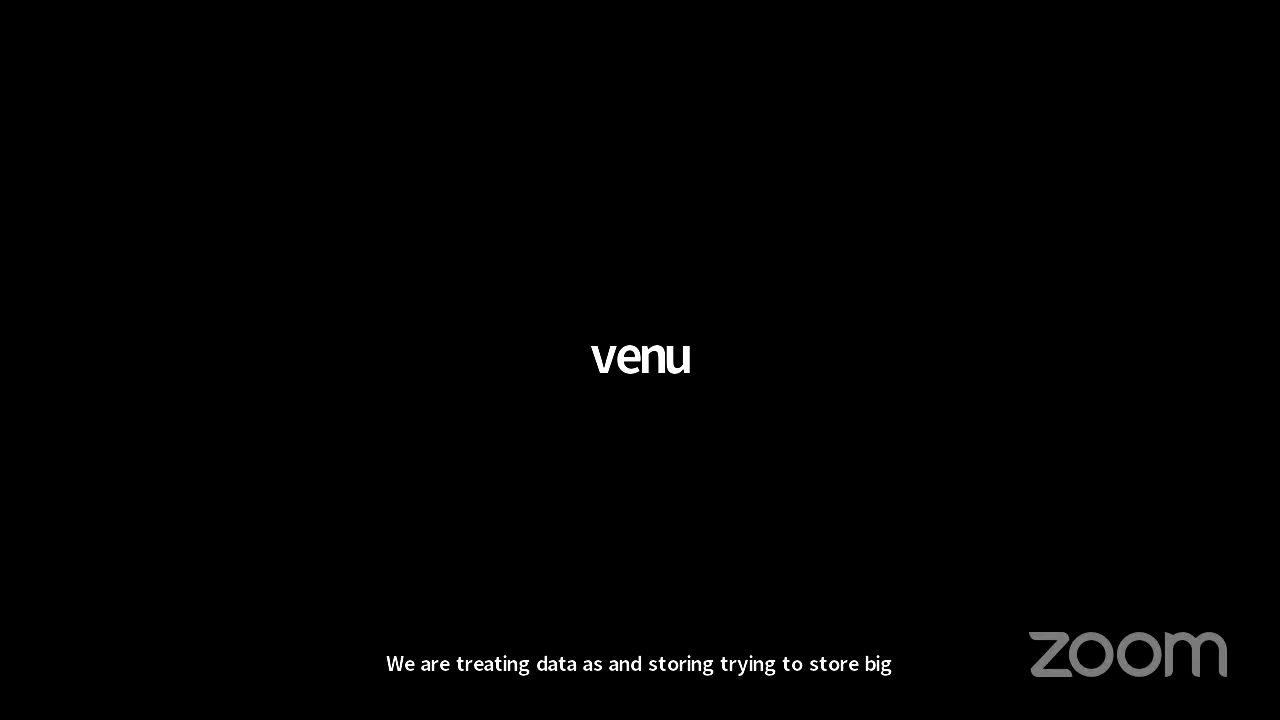 venu
We are treating data as and storing trying to store big
zoom